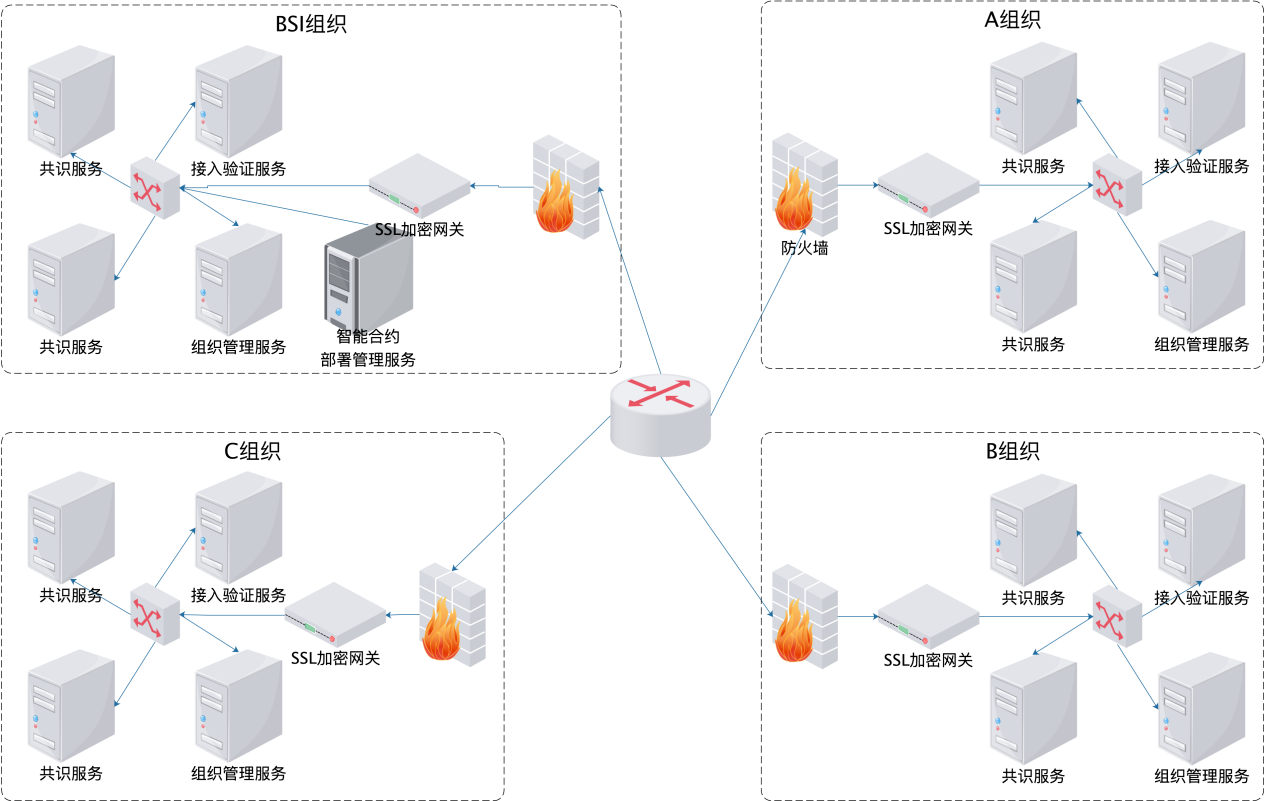 BSI组织
共识服务
接入验证服务
SSL加密网关
共识服务
组织管理服务
智能合约
部署管理服务
A组织
共识服务
接入验证服务
SSL加密网关
防火墙
共识服务
组织管理服务
C组织
共识服务
接入验证服务
SSL加密网关
共识服务
组织管理服务
B组织
共识服务
接入验证服务
SSL加密网关
共识服务
组织管理服务